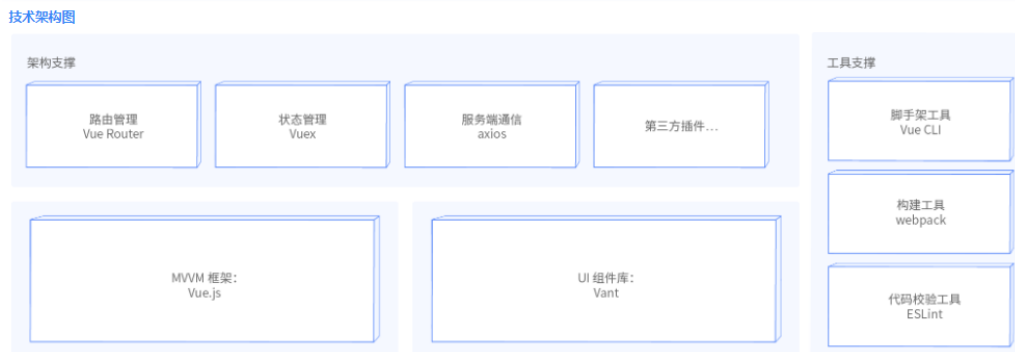 技术架构图
架构支撑
路由管理
Vue Router
状态管理
Vuex
服务端通信
axios
第三方插件…
MVVM 框架：
Vue.js
UI 组件库：
Vant
工具支撑
脚手架工具
Vue CLI
构建工具
webpack
代码校验工具
ESLint